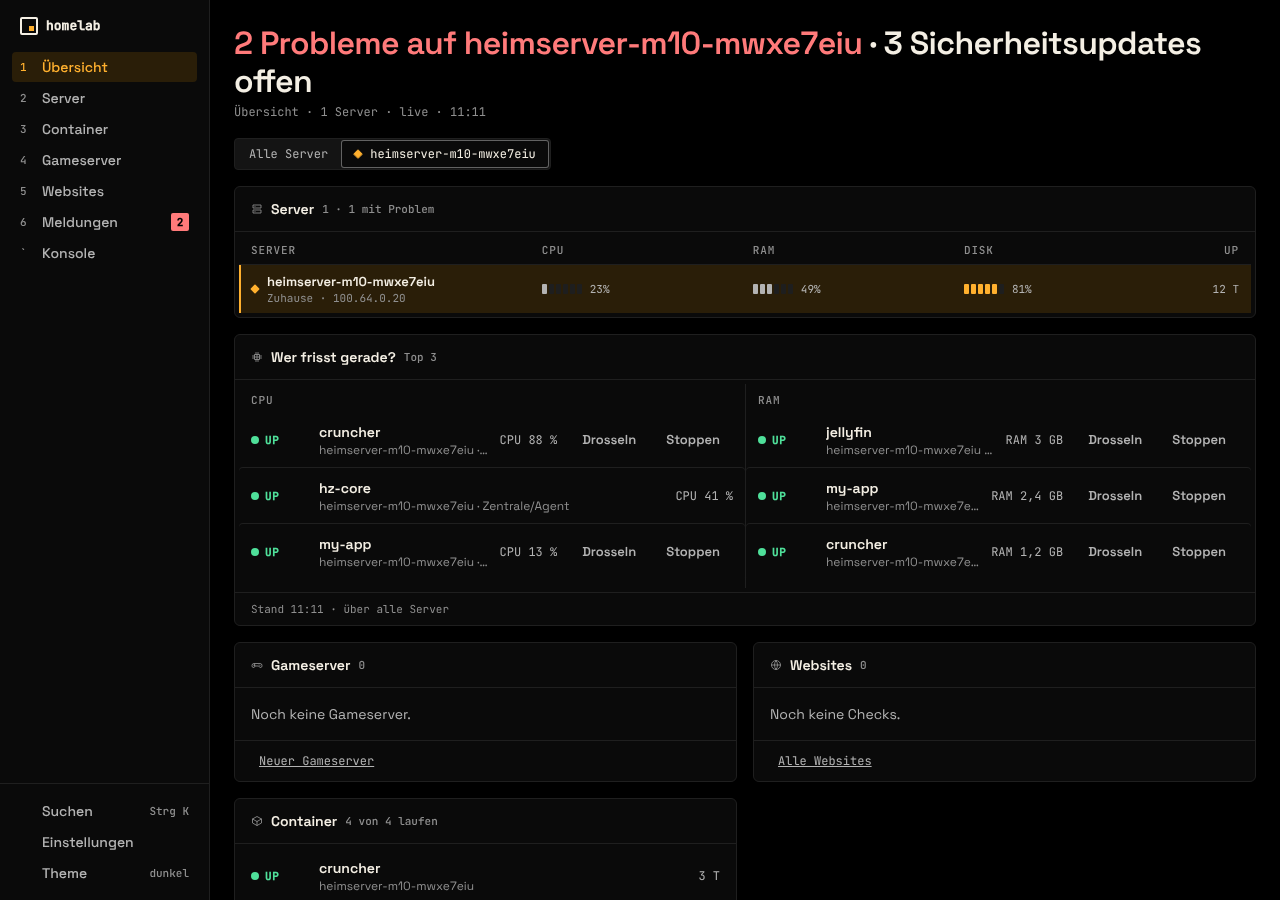 homelab
1 Übersicht
2 Server
3 Container
4 Gameserver
5 Websites
6 Meldungen 2
` Konsole
Suchen Strg K
Einstellungen
Theme dunkel
2 Probleme auf heimserver-m10-mwxe7eiu · 3 Sicherheitsupdates
offen
Übersicht · 1 Server · live · 11:11
Alle Server heimserver-m10-mwxe7eiu
Server 1 · 1 mit Problem
SERVER CPU RAM DISK UP
heimserver-m10-mwxe7eiu 23% 49% 81% 12 T
Zuhause · 100.64.0.20
Wer frisst gerade? Top 3
CPU
UP cruncher CPU 88 % Drosseln Stoppen
heimserver-m10-mwxe7eiu ·…
UP hz-core CPU 41 %
heimserver-m10-mwxe7eiu · Zentrale/Agent
UP my-app CPU 13 % Drosseln Stoppen
heimserver-m10-mwxe7eiu ·…
RAM
UP jellyfin RAM 3 GB Drosseln Stoppen
heimserver-m10-mwxe7eiu …
UP my-app RAM 2,4 GB Drosseln Stoppen
heimserver-m10-mwxe7e…
UP cruncher RAM 1,2 GB Drosseln Stoppen
heimserver-m10-mwxe7e…
Stand 11:11 · über alle Server
Gameserver 0
Noch keine Gameserver.
Neuer Gameserver
Websites 0
Noch keine Checks.
Alle Websites
Container 4 von 4 laufen
UP cruncher 3 T
heimserver-m10-mwxe7eiu